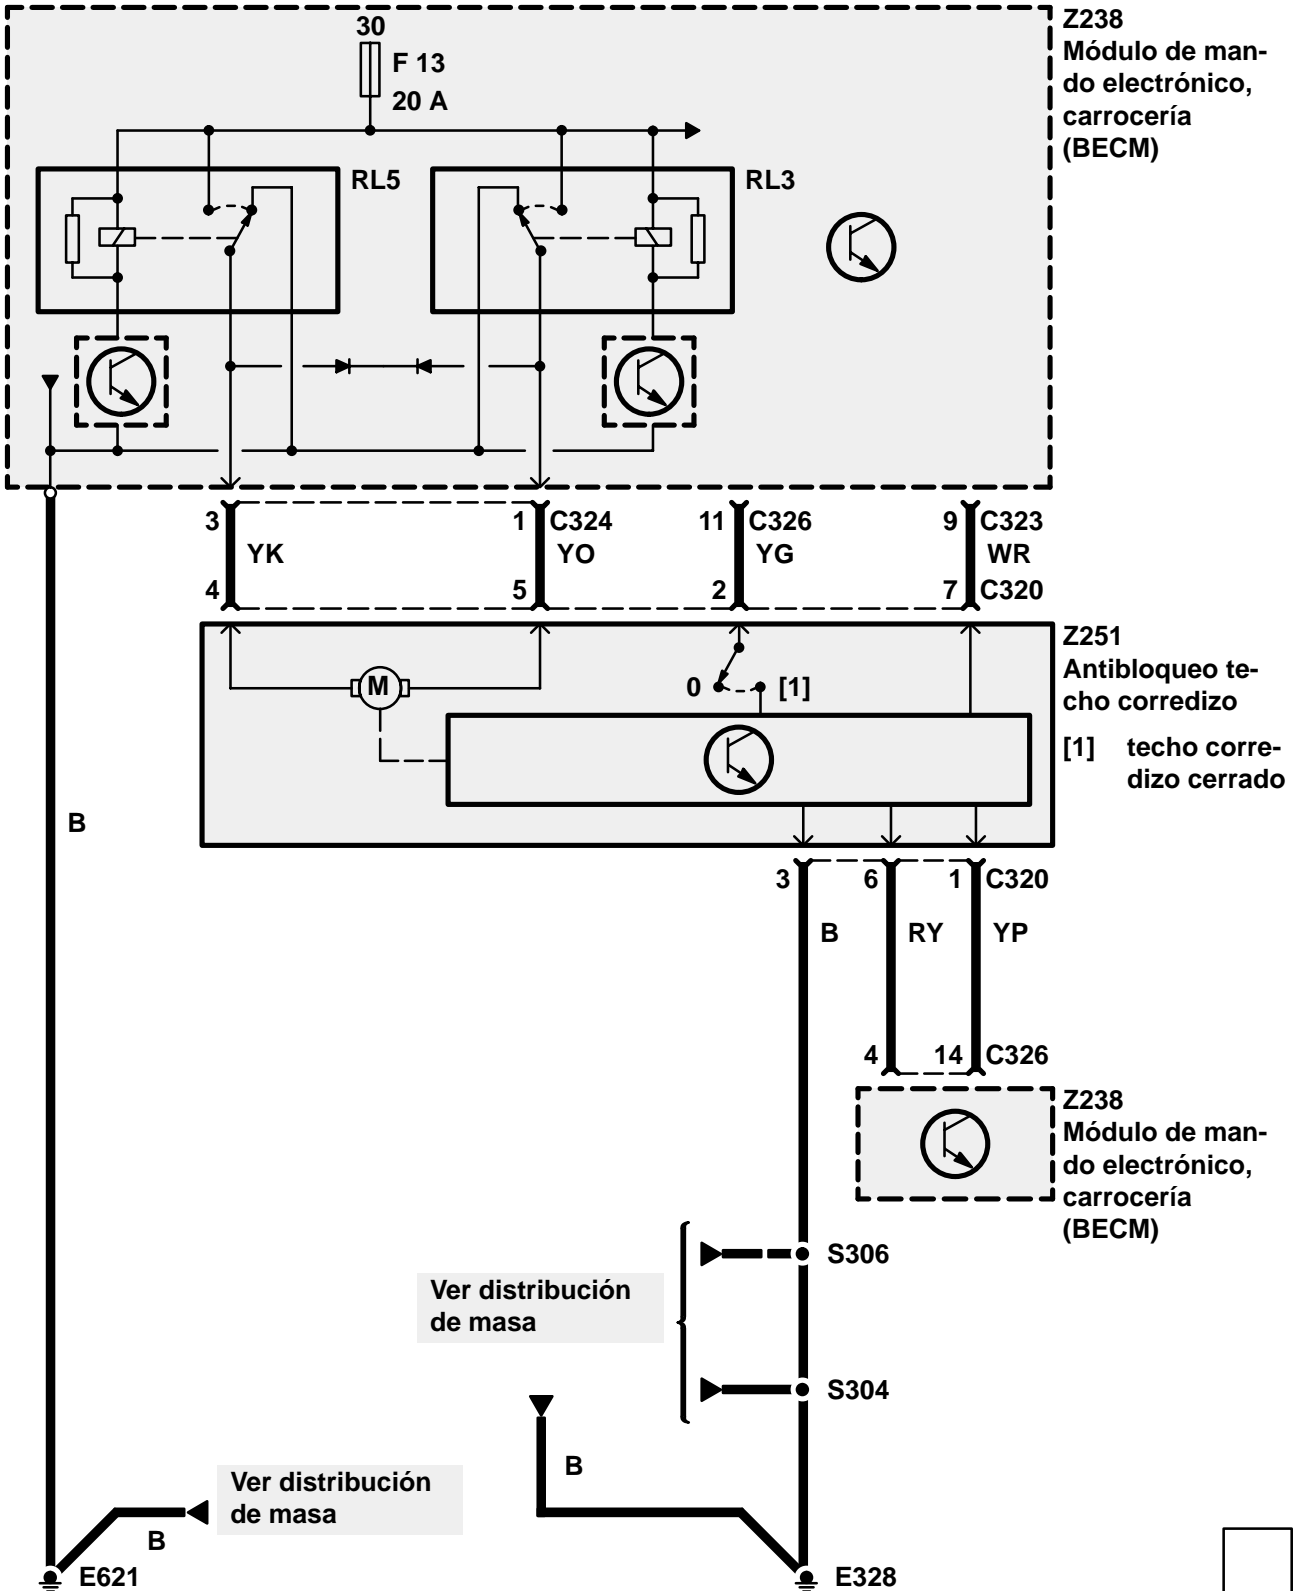 30
F 13
20 A
Z238
Módulo de man-
do electrónico,
carrocería
(BECM)
RL5
RL3
3
1
C324
11
C326
9
C323
YK
YO
YG
WR
4
5
2
7
C320
Z251
Antibloqueo te-
cho corredizo
[1] techo corre-
dizo cerrado
M
0
[1]
B
3
6
1
C320
B
RY
YP
4
14
C326
Z238
Módulo de man-
do electrónico,
carrocería
(BECM)
S306
Ver distribución
de masa
S304
B
Ver distribución
de masa
B
E621
E328